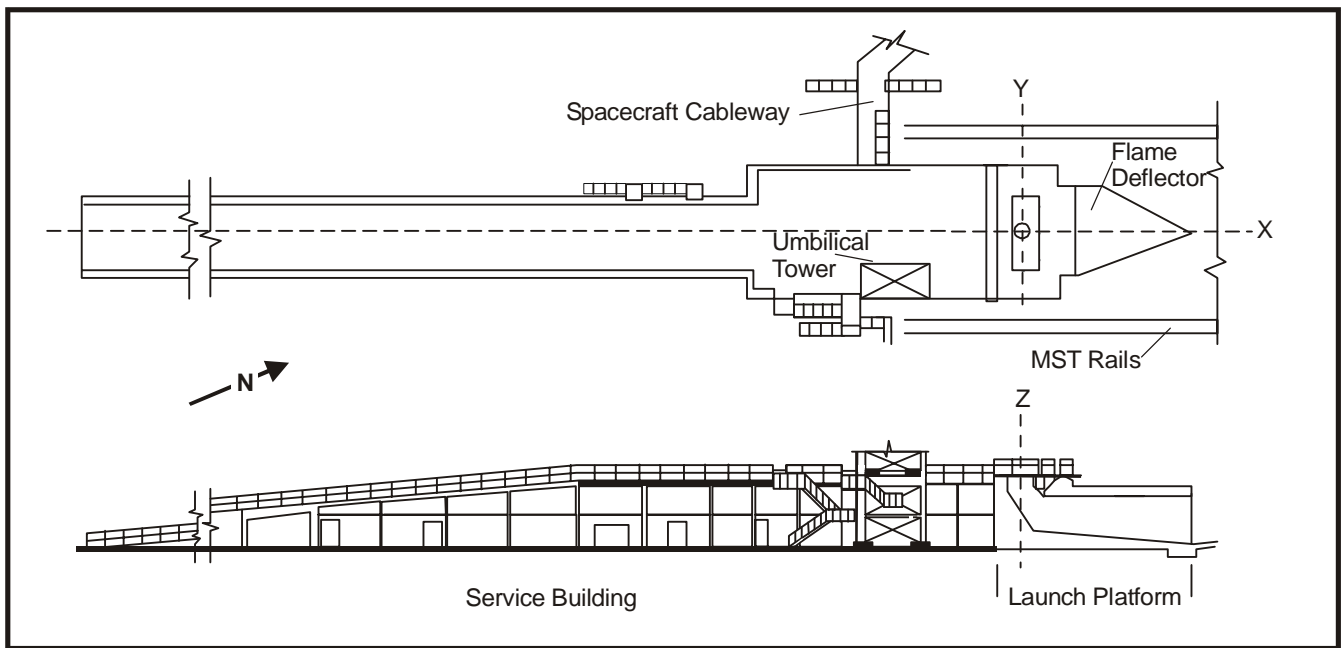 Y
Spacecraft Cableway
Flame
Deflector
X
Umbilical
Tower
MST Rails
N
Z
Service Building
Launch Platform